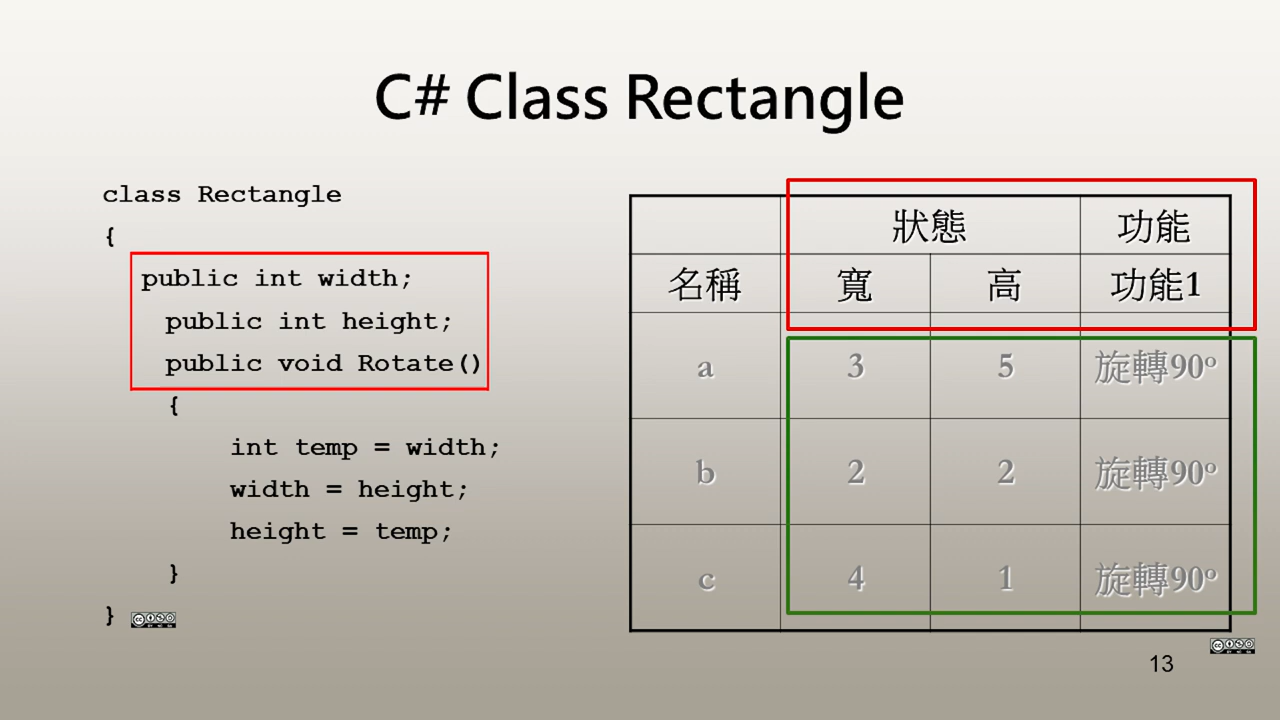 C# Class Rectangle
class Rectangle
{
public int width;
public int height;
public void Rotate()
{
int temp = width;
width = height;
height = temp;
}
}
狀態 功能
名稱 寬 高 功能1
a 3 5 旋轉90º
b 2 2 旋轉90º
c 4 1 旋轉90º
13